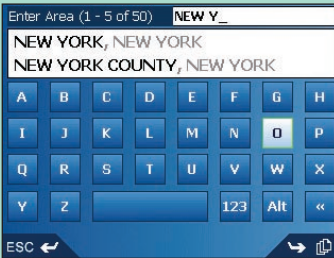 Enter Area (1 - 5 of 50) NEW Y_
NEW YORK, NEW YORK
NEW YORK COUNTY, NEW YORK
A B C D E F G H
I J K L M N O P
Q R S T U V W X
Y Z 123 Alt «
ESC